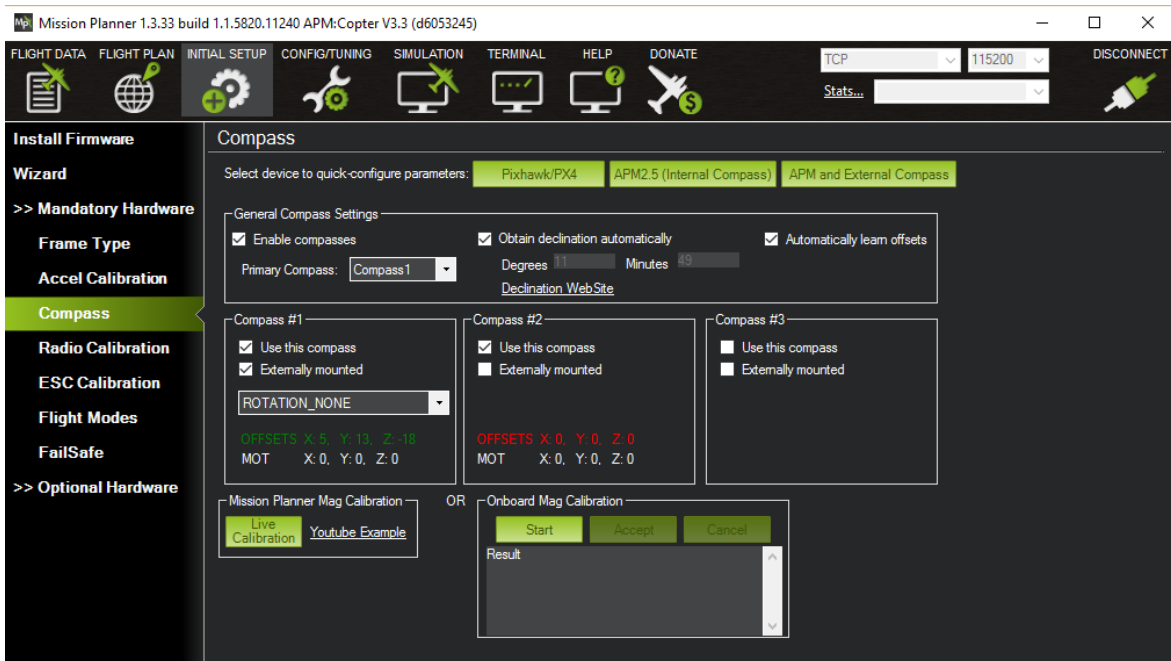 Mission Planner 1.3.33 build 1.1.5820.11240 APM:Copter V3.3 (d6053245)
FLIGHT DATA FLIGHT PLAN INITIAL SETUP CONFIG/TUNING SIMULATION TERMINAL HELP DONATE TCP 115200 DISCONNECT
Stats...
Install Firmware
Wizard
>> Mandatory Hardware
Frame Type
Accel Calibration
Compass
Radio Calibration
ESC Calibration
Flight Modes
FailSafe
>> Optional Hardware
Compass
Select device to quick-configure parameters: Pixhawk/PX4 APM2.5 (Internal Compass) APM and External Compass
General Compass Settings
Enable compasses Obtain declination automatically Automatically learn offsets
Primary Compass: Compass1 Degrees 11 Minutes 49
Declination WebSite
Compass #1
Use this compass
Externally mounted
ROTATION_NONE
OFFSETS X: 5, Y: 13, Z: -18
MOT X: 0, Y: 0, Z: 0
Compass #2
Use this compass
Externally mounted
OFFSETS X: 0, Y: 0, Z: 0
MOT X: 0, Y: 0, Z: 0
Compass #3
Use this compass
Externally mounted
Mission Planner Mag Calibration
Live
Calibration Youtube Example
OR
Onboard Mag Calibration
Start Accept Cancel
Result